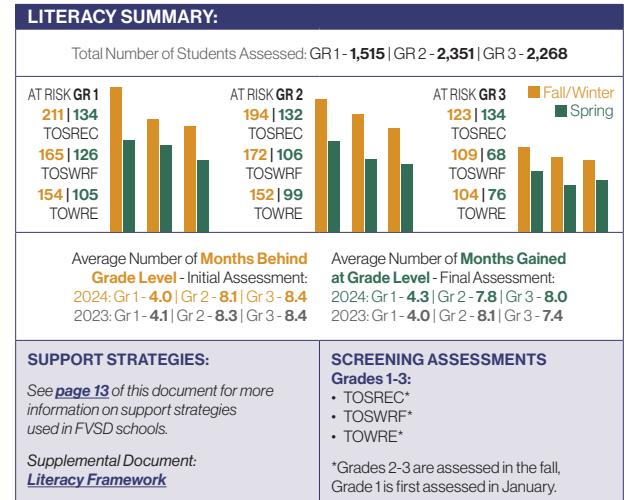 LITERACY SUMMARY:
Total Number of Students Assessed: GR 1 - 1,515 | GR 2 - 2,351 | GR 3 - 2,268
AT RISK GR 1
211 | 134
TOSREC
165 | 126
TOSWRF
154 | 105
TOWRE
AT RISK GR 2
194 | 132
TOSREC
172 | 106
TOSWRF
152 | 99
TOWRE
AT RISK GR 3
123 | 134
TOSREC
109 | 68
TOSWRF
104 | 76
TOWRE
Fall/Winter
Spring
Average Number of Months Behind
Grade Level - Initial Assessment:
2024: Gr 1 - 4.0 | Gr 2 - 8.1 | Gr 3 - 8.4
2023: Gr 1 - 4.1 | Gr 2 - 8.3 | Gr 3 - 8.4
Average Number of Months Gained
at Grade Level - Final Assessment:
2024: Gr 1 - 4.3 | Gr 2 - 7.8 | Gr 3 - 8.0
2023: Gr 1 - 4.0 | Gr 2 - 8.1 | Gr 3 - 7.4
SUPPORT STRATEGIES:
See page 13 of this document for more
information on support strategies
used in FVSD schools.
Supplemental Document:
Literacy Framework
SCREENING ASSESSMENTS
Grades 1-3:
• TOSREC*
• TOSWRF*
• TOWRE*
*Grades 2-3 are assessed in the fall,
Grade 1 is first assessed in January.